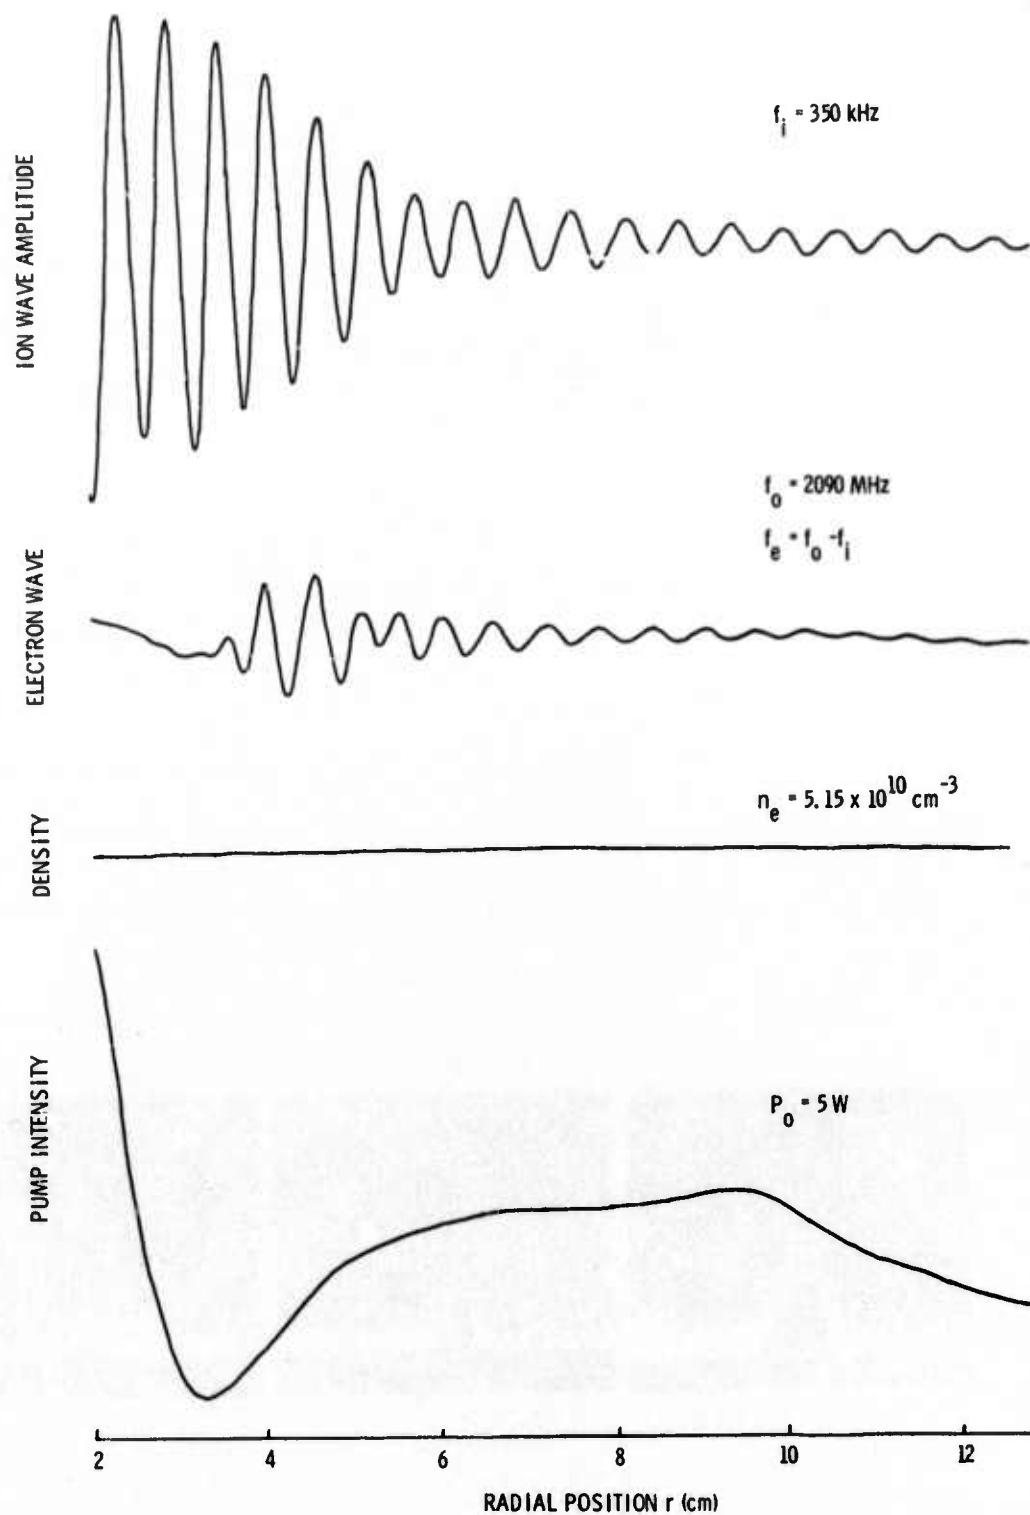 f_i = 350 kHz
ION WAVE AMPLITUDE
f_o = 2090 MHz
f_e = f_o - f_i
ELECTRON WAVE
n_e = 5.15 x 10^10 cm^-3
DENSITY
PUMP INTENSITY
P_o = 5 W
2 4 6 8 10 12
RADIAL POSITION r (cm)